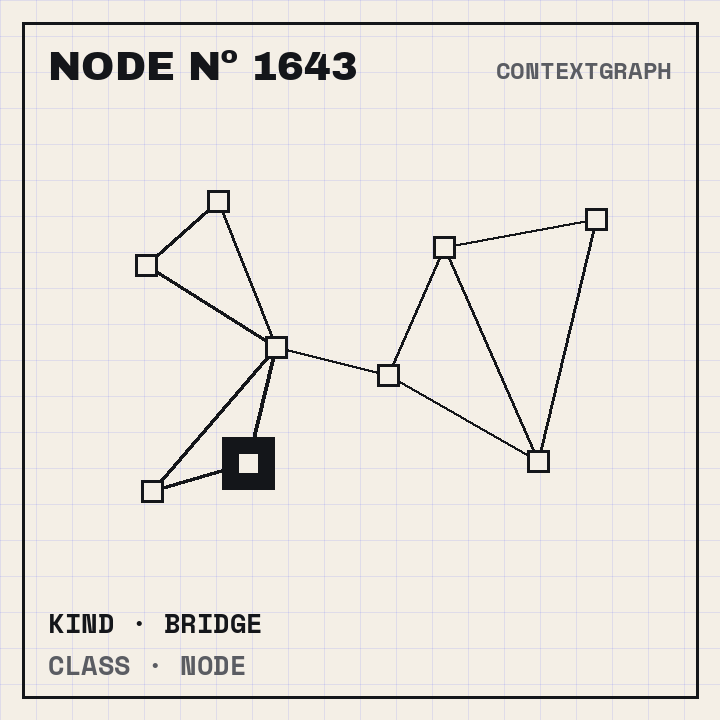 NODE Nº 1643
CONTEXTGRAPH
KIND · BRIDGE
CLASS · NODE